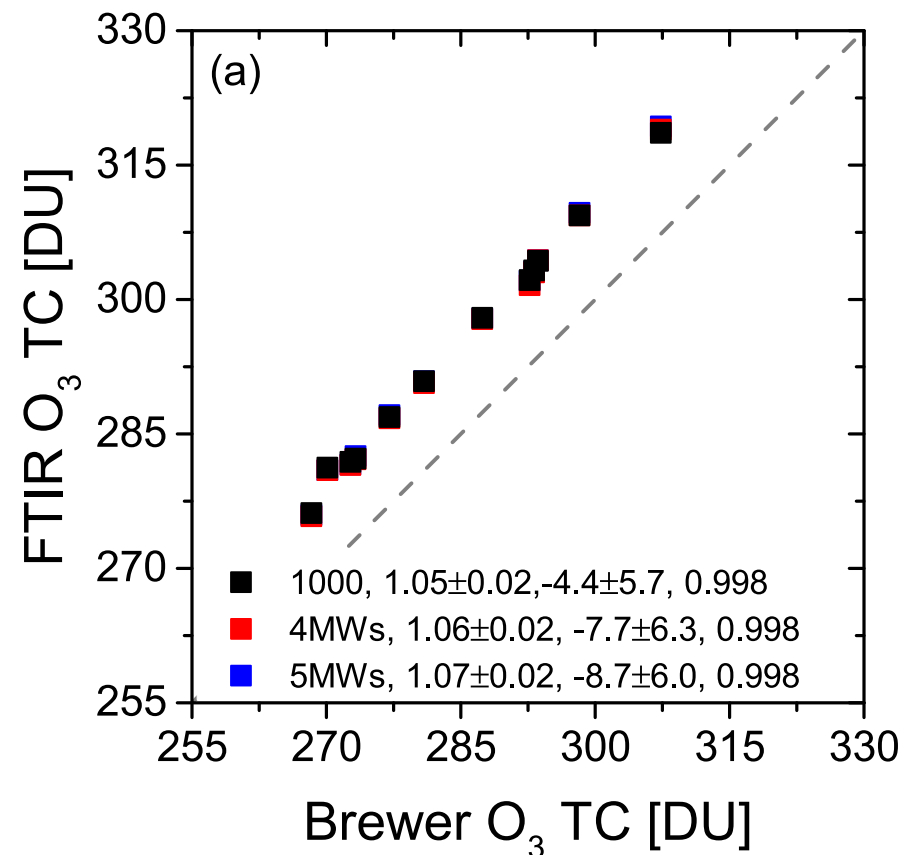 (a)
FTIR O₃ TC [DU]
330
315
300
285
270
255
1000, 1.05±0.02,-4.4±5.7, 0.998
4MWs, 1.06±0.02, -7.7±6.3, 0.998
5MWs, 1.07±0.02, -8.7±6.0, 0.998
255 270 285 300 315 330
Brewer O₃ TC [DU]